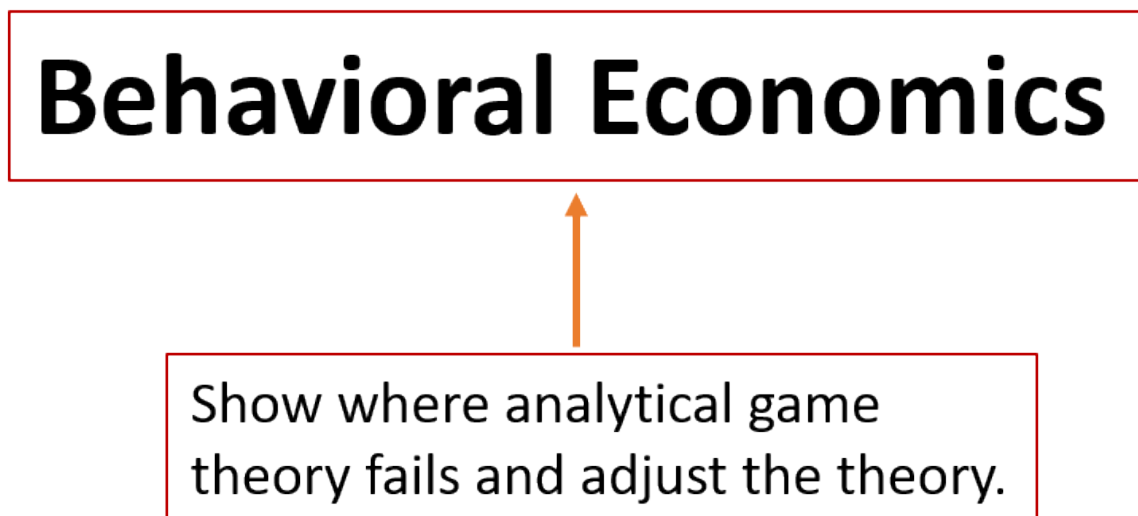 Behavioral Economics
Show where analytical game
theory fails and adjust the theory.